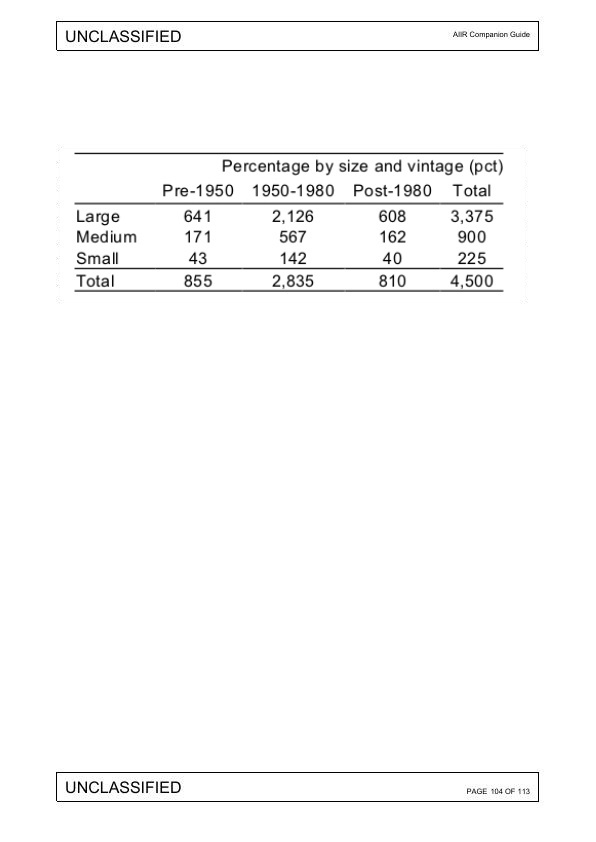 UNCLASSIFIED
AIIR Companion Guide
Percentage by size and vintage (pct)
Pre-1950 1950-1980 Post-1980 Total
Large 641 2,126 608 3,375
Medium 171 567 162 900
Small 43 142 40 225
Total 855 2,835 810 4,500
UNCLASSIFIED
PAGE 104 OF 113